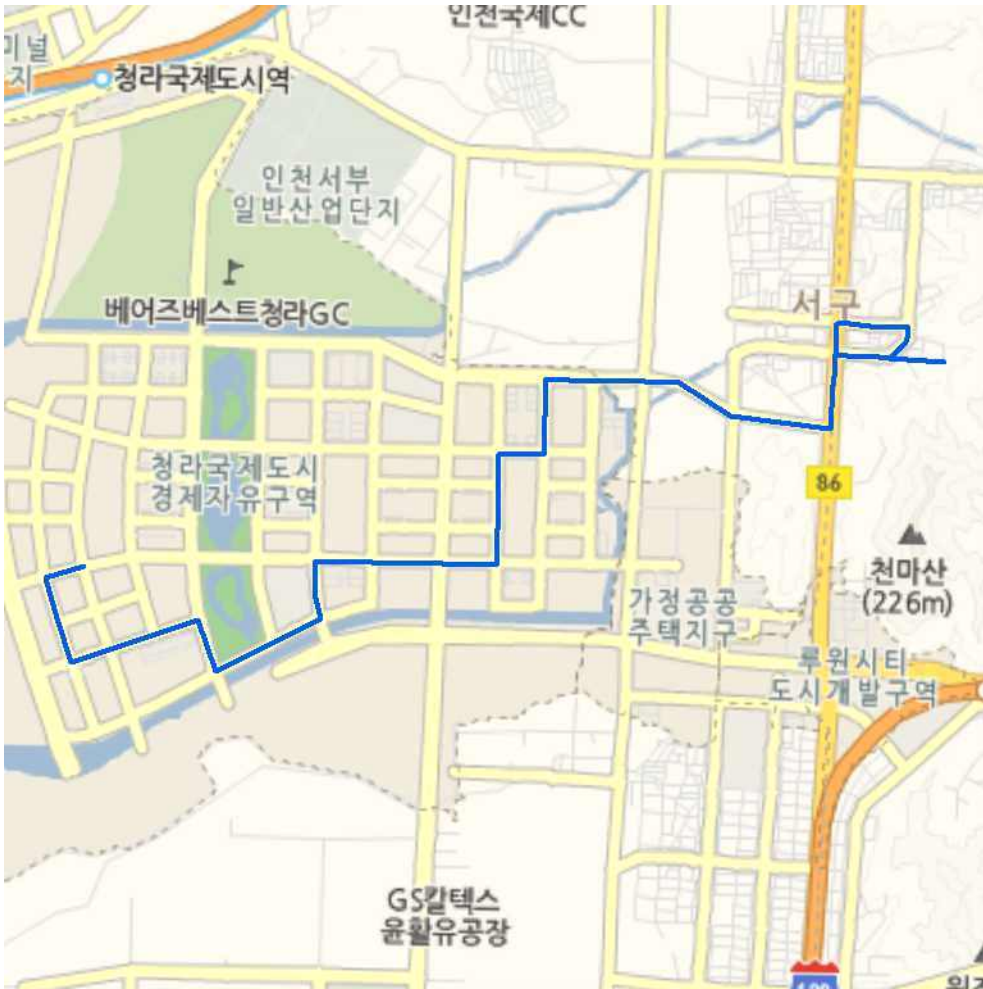 인천국제CC
미널
지
청라국제도시역
인천서부
일반산업단지
베어즈베스트청라GC
서구
청라국제도시
경제자유구역
86
천마산
(226m)
가정공공
주택지구
루원시티
도시개발구역
GS칼텍스
윤활유공장